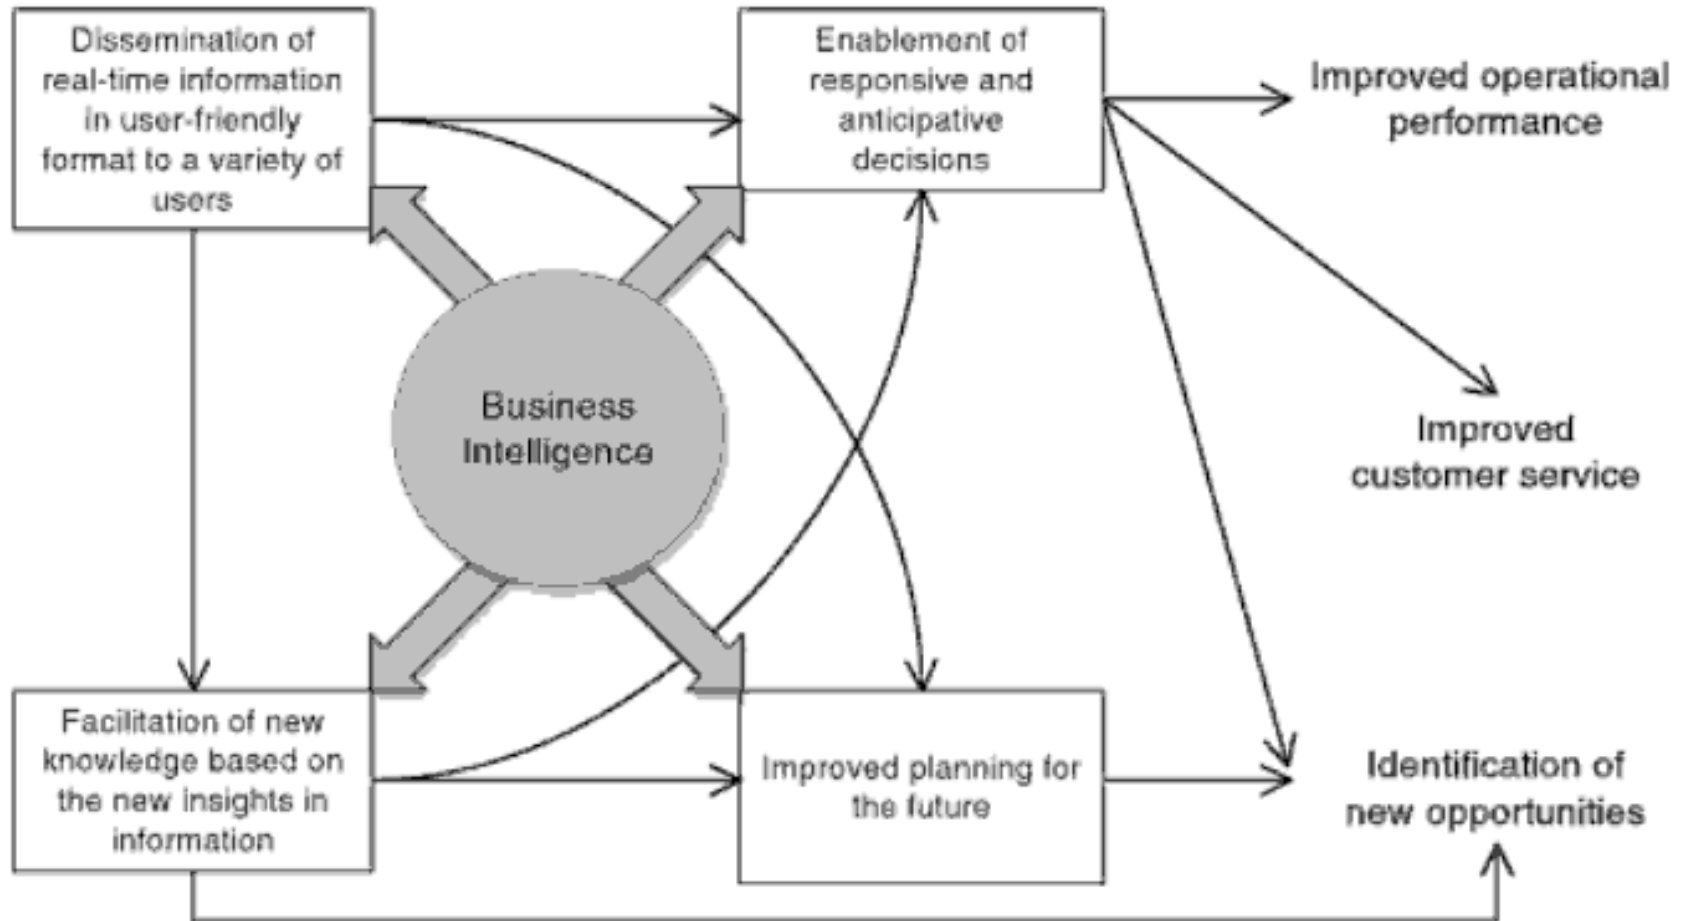 Dissemination of
real-time information
in user-friendly
format to a variety of
users
Enablement of
responsive and
anticipative
decisions
Improved operational
performance
Business
Intelligence
Improved
customer service
Facilitation of new
knowledge based on
the new insights in
information
Improved planning for
the future
Identification of
new opportunities